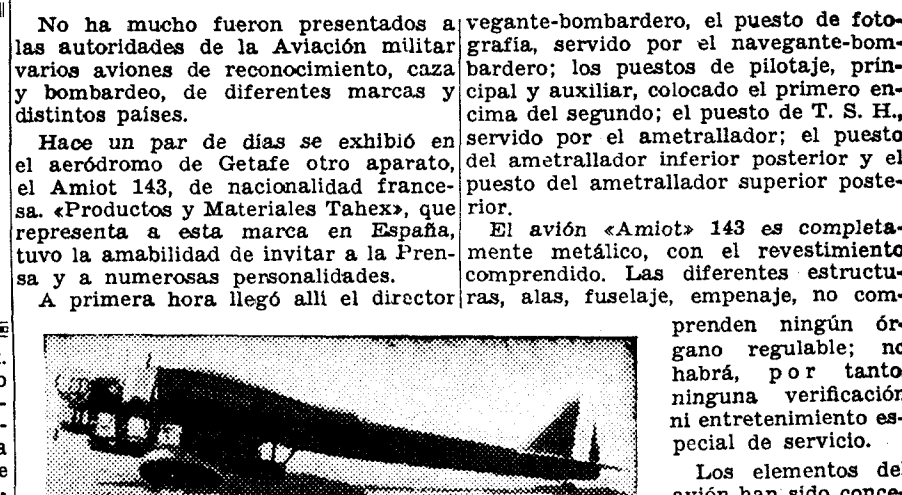 No ha mucho fueron presentados a
las autoridades de la Aviación militar
varios aviones de reconocimiento, caza
y bombardeo, de diferentes marcas y
distintos países.
Hace un par de días se exhibió en
el aeródromo de Getafe otro aparato,
el Amiot 143, de nacionalidad france-
sa. «Productos y Materiales Tahex», que
representa a esta marca en España,
tuvo la amabilidad de invitar a la Pren-
sa y a numerosas personalidades.
A primera hora llegó allí el director
vegante-bombardero, el puesto de foto-
grafía, servido por el navegante-bom-
bardero; los puestos de pilotaje, prin-
cipal y auxiliar, colocado el primero en-
cima del segundo; el puesto de T. S. H.,
servido por el ametrallador; el puesto
del ametrallador inferior posterior y el
puesto del ametrallador superior poste-
rior.
El avión «Amiot» 143 es completa-
mente metálico, con el revestimiento
comprendido. Las diferentes estructu-
ras, alas, fuselaje, empenaje, no com-
prenden ningún ór-
gano regulable; no
habrá, por tanto
ninguna verificación
ni entretenimiento es-
pecial de servicio.
Los elementos del
avión han sido conce-